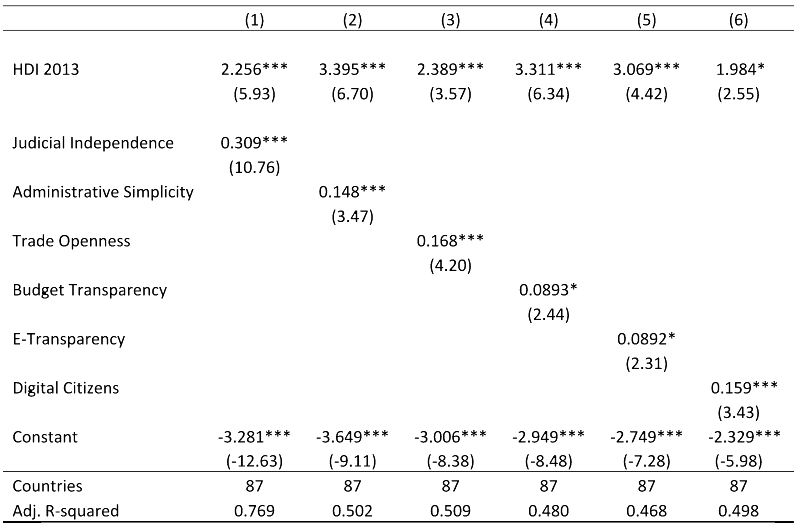 (1) (2) (3) (4) (5) (6)
HDI 2013 2.256*** 3.395*** 2.389*** 3.311*** 3.069*** 1.984*
(5.93) (6.70) (3.57) (6.34) (4.42) (2.55)
Judicial Independence 0.309***
(10.76)
Administrative Simplicity 0.148***
(3.47)
Trade Openness 0.168***
(4.20)
Budget Transparency 0.0893*
(2.44)
E-Transparency 0.0892*
(2.31)
Digital Citizens 0.159***
(3.43)
Constant -3.281*** -3.649*** -3.006*** -2.949*** -2.749*** -2.329***
(-12.63) (-9.11) (-8.38) (-8.48) (-7.28) (-5.98)
Countries 87 87 87 87 87 87
Adj. R-squared 0.769 0.502 0.509 0.480 0.468 0.498